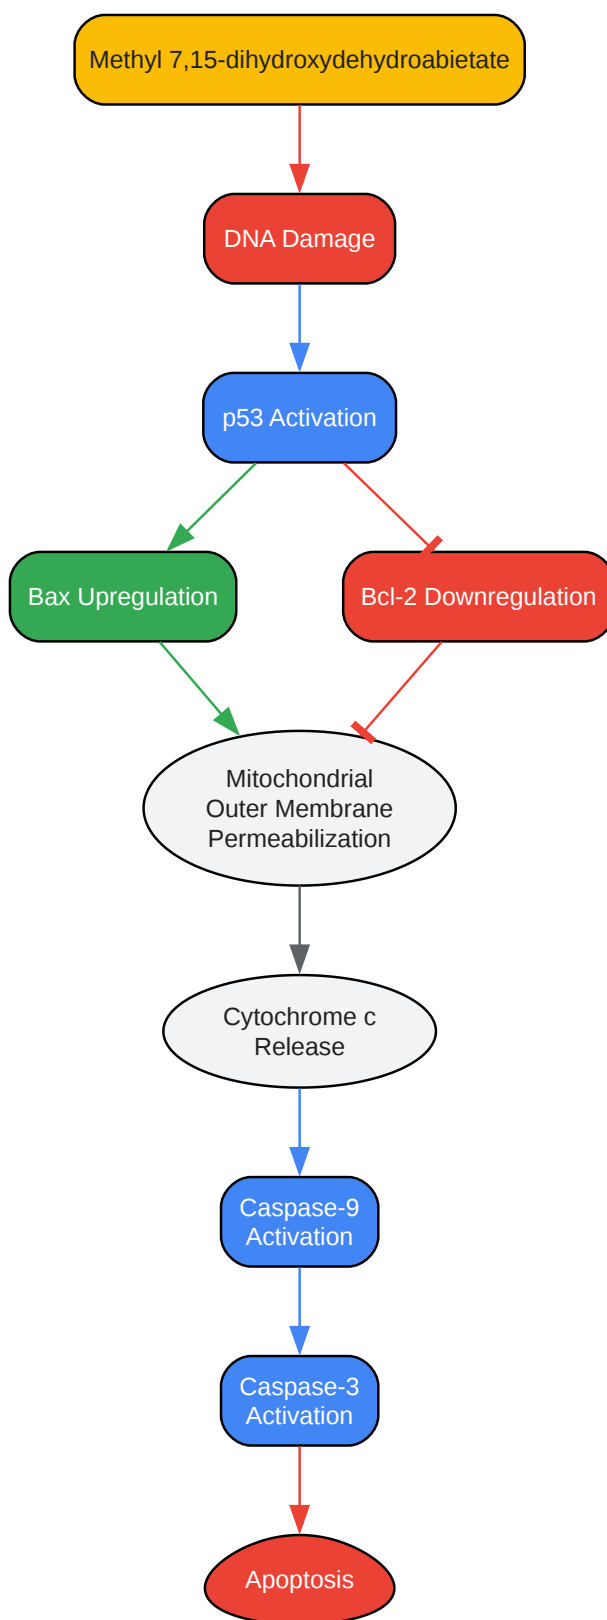 Methyl 7,15-dihydroxydehydroabietate
DNA Damage
p53 Activation
Bax Upregulation
Bcl-2 Downregulation
Mitochondrial
Outer Membrane
Permeabilization
Cytochrome c
Release
Caspase-9
Activation
Caspase-3
Activation
Apoptosis